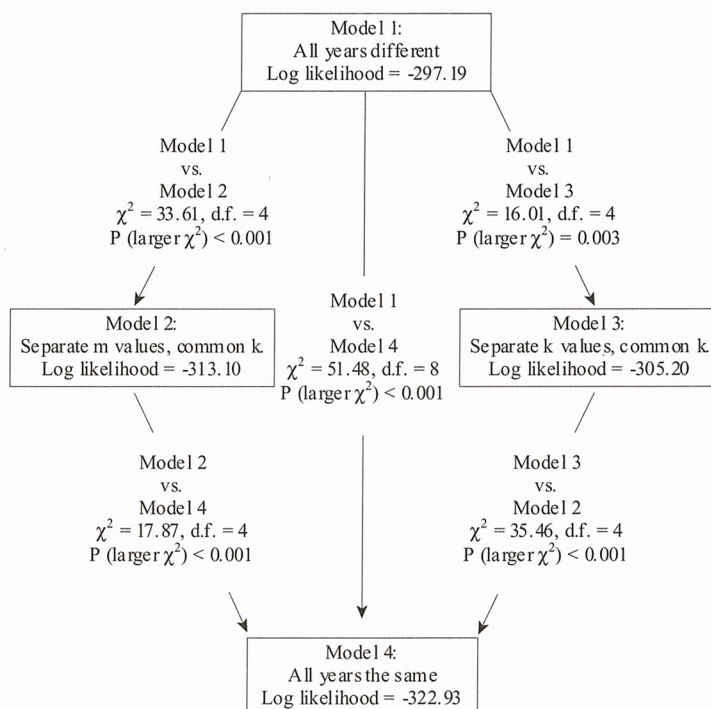 Model 1:
All years different
Log likelihood = -297.19
Model 1
vs.
Model 2
χ² = 33.61, d.f. = 4
P (larger χ²) < 0.001
Model 1
vs.
Model 3
χ² = 16.01, d.f. = 4
P (larger χ²) = 0.003
Model 1
vs.
Model 4
χ² = 51.48, d.f. = 8
P (larger χ²) < 0.001
Model 2:
Separate m values, common k.
Log likelihood = -313.10
Model 3:
Separate k values, common k.
Log likelihood = -305.20
Model 2
vs.
Model 4
χ² = 17.87, d.f. = 4
P (larger χ²) < 0.001
Model 3
vs.
Model 2
χ² = 35.46, d.f. = 4
P (larger χ²) < 0.001
Model 4:
All years the same
Log likelihood = -322.93